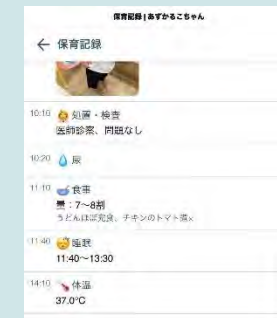 保育記録 | あずかるこちゃん
← 保育記録
10:10 処置・検査
医師診察、問題なし
10:20 尿
11:10 食事
量：7～8割
うどんほぼ完食、チキンのトマト煮×
11:40 睡眠
11:40～13:30
14:10 体温
37.0℃